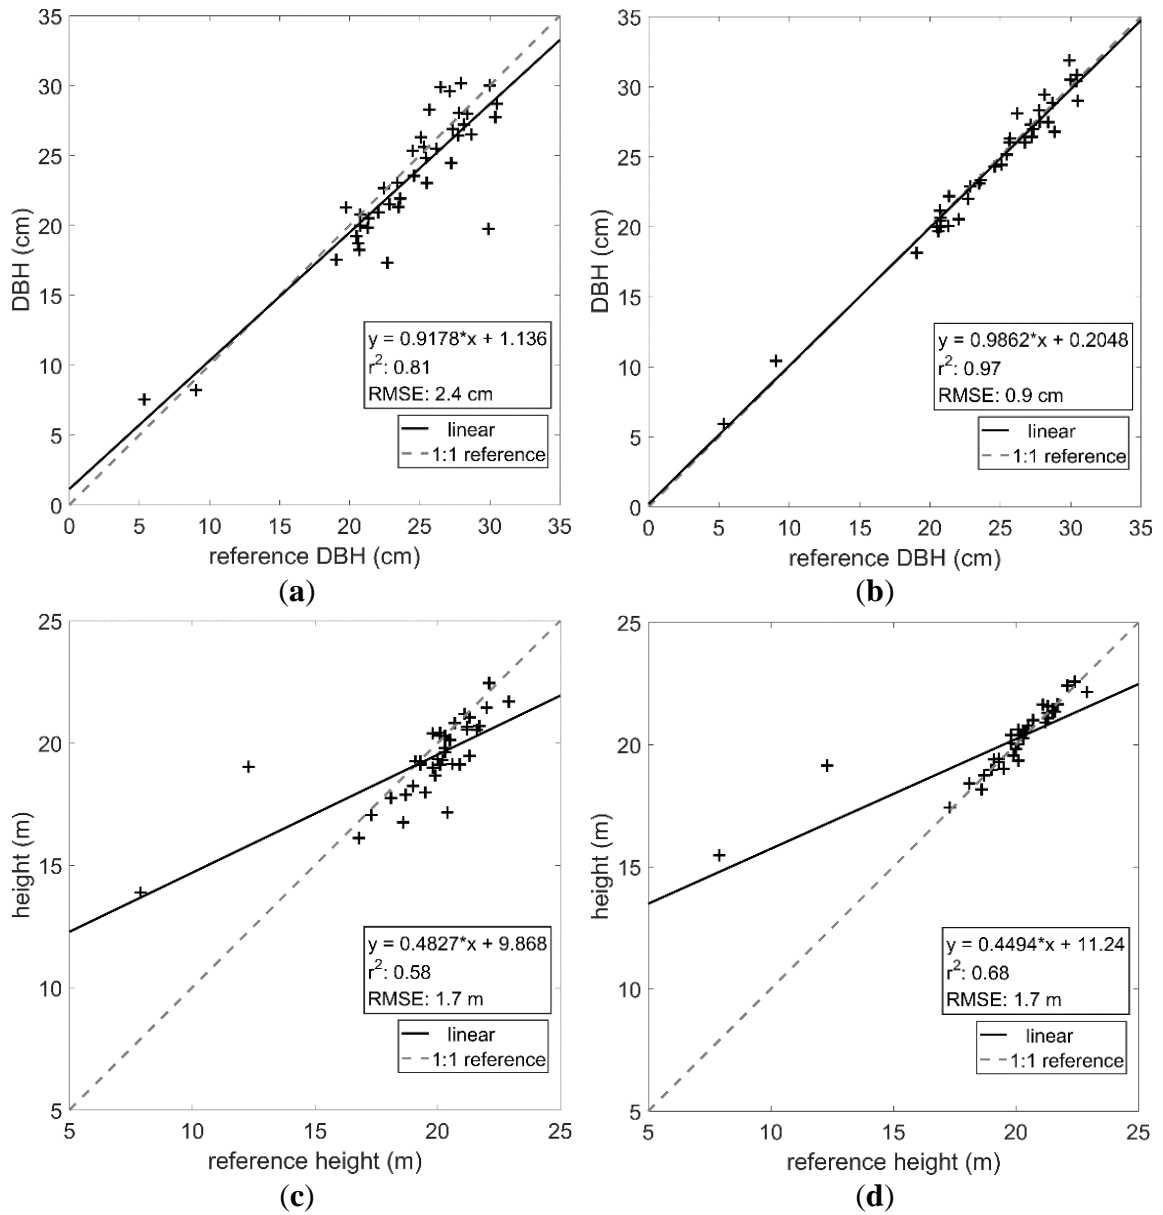 35
30
25
20
15
10
5
0
DBH (cm)
y = 0.9178*x + 1.136
r²: 0.81
RMSE: 2.4 cm
linear
1:1 reference
0 5 10 15 20 25 30 35
reference DBH (cm)
(a)
35
30
25
20
15
10
5
0
DBH (cm)
y = 0.9862*x + 0.2048
r²: 0.97
RMSE: 0.9 cm
linear
1:1 reference
0 5 10 15 20 25 30 35
reference DBH (cm)
(b)
25
20
15
10
5
height (m)
y = 0.4827*x + 9.868
r²: 0.58
RMSE: 1.7 m
linear
1:1 reference
5 10 15 20 25
reference height (m)
(c)
25
20
15
10
5
height (m)
y = 0.4494*x + 11.24
r²: 0.68
RMSE: 1.7 m
linear
1:1 reference
5 10 15 20 25
reference height (m)
(d)